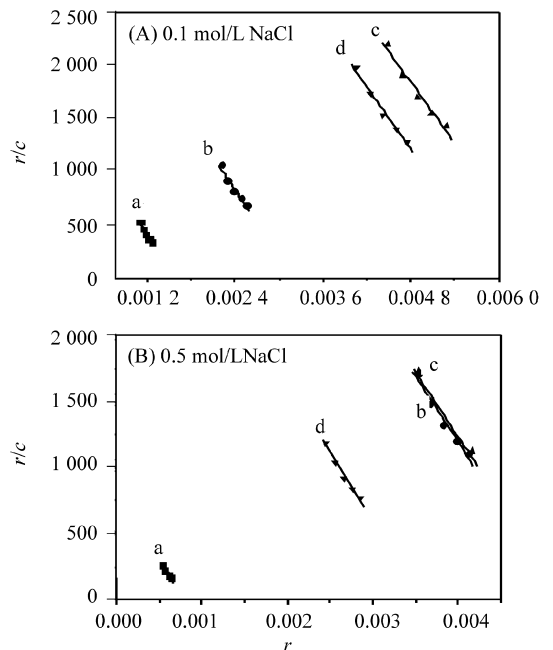 (A) 0.1 mol/L NaCl
2 500
2 000
1 500
1 000
500
0
r/c
a
b
d
c
0.001 2
0.002 4
0.003 6
0.004 8
0.006 0
(B) 0.5 mol/LNaCl
2 000
1 500
1 000
500
0
r/c
a
d
b
c
0.000
0.001
0.002
0.003
0.004
r